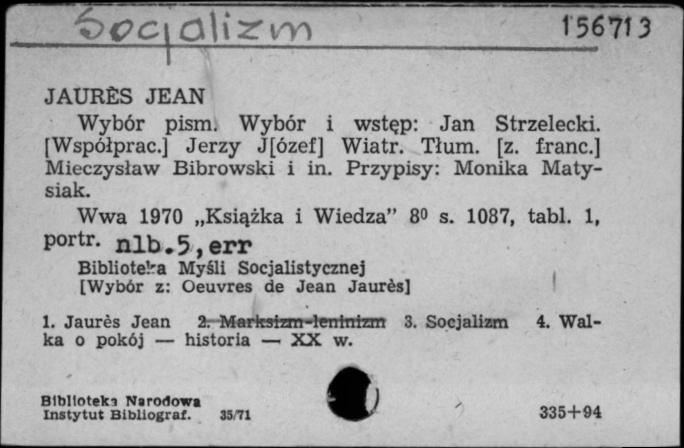 Socjalizm 156713
JAURÈS JEAN
Wybór pism. Wybór i wstęp: Jan Strzelecki.
[Współprac.] Jerzy J[ózef] Wiatr. Tłum. [z. franc.]
Mieczysław Bibrowski i in. Przypisy: Monika Maty-
siak.
Wwa 1970 „Książka i Wiedza” 8⁰ s. 1087, tabl. 1,
portr. nlb.5,err
Biblioteka Myśli Socjalistycznej
[Wybór z: Oeuvres de Jean Jaurès]
1. Jaurès Jean 2. Marksizm-leninizm 3. Socjalizm 4. Wal-
ka o pokój — historia — XX w.
Biblioteka Narodowa
Instytut Bibliograf. 35/71 335+94